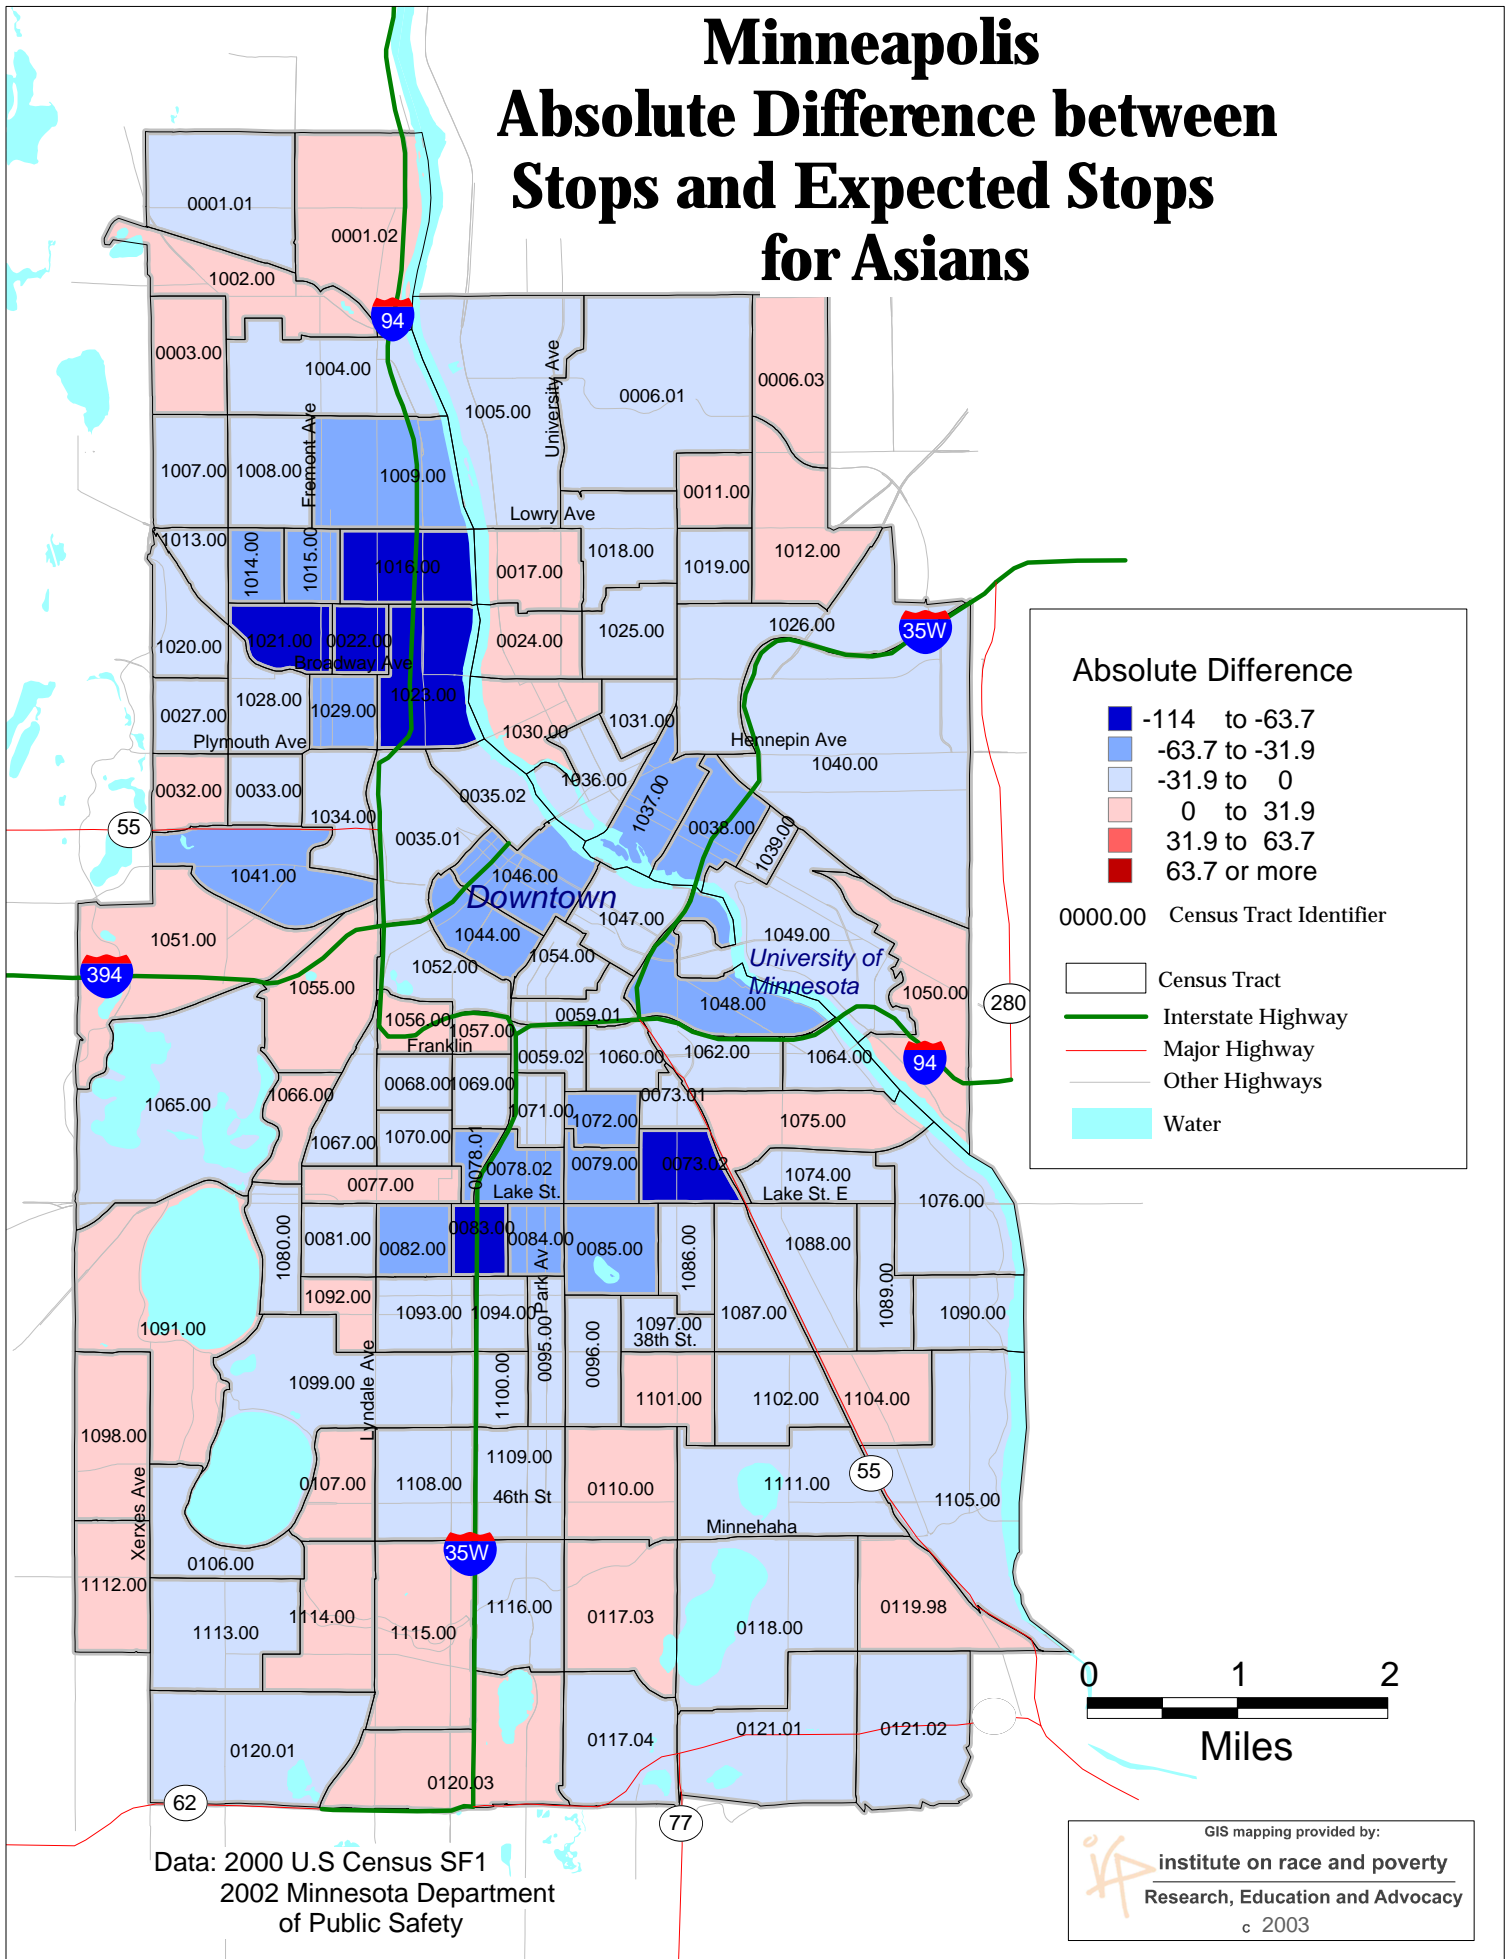 Minneapolis
Absolute Difference between
Stops and Expected Stops
for Asians
0001.01
0001.02
1002.00
94
0003.00
1004.00
0006.03
0006.01
1005.00
University Ave
Fremont Ave
1007.00
1008.00
1009.00
0011.00
Lowry Ave
1013.00
1014.00
1015.00
1016.00
0017.00
1018.00
1019.00
1012.00
1020.00
1021.00
0022.00
Broadway Ave
0024.00
1025.00
1026.00
35W
0027.00
1028.00
1029.00
1023.00
Plymouth Ave
1030.00
1031.00
Hennepin Ave
1040.00
0032.00
0033.00
1034.00
0035.02
1036.00
1037.00
0038.00
1039.00
55
0035.01
1041.00
1046.00
Downtown
1047.00
1044.00
1054.00
1049.00
University of
Minnesota
1051.00
1052.00
394
1055.00
1048.00
1050.00
280
1056.00
1057.00
0059.01
Franklin
0059.02
1060.00
1062.00
1064.00
94
0068.00
1069.00
0073.01
1065.00
1066.00
1071.00
1072.00
1075.00
1067.00
1070.00
0078.01
0078.02
0079.00
0073.02
1074.00
Lake St.
Lake St. E
0077.00
1076.00
1080.00
0081.00
0082.00
0083.00
0084.00
0085.00
1086.00
1088.00
1089.00
Park Av
1092.00
1093.00
1094.00
0095.00
0096.00
1097.00
38th St.
1087.00
1090.00
1091.00
Lyndale Ave
1099.00
1100.00
1101.00
1102.00
1104.00
1098.00
Xerxes Ave
0107.00
1108.00
1109.00
46th St
0110.00
1111.00
55
1105.00
Minnehaha
0106.00
35W
1112.00
1113.00
1114.00
1115.00
1116.00
0117.03
0118.00
0119.98
0120.01
0120.03
0117.04
0121.01
0121.02
62
77
Absolute Difference
-114 to -63.7
-63.7 to -31.9
-31.9 to 0
0 to 31.9
31.9 to 63.7
63.7 or more
0000.00 Census Tract Identifier
Census Tract
Interstate Highway
Major Highway
Other Highways
Water
0 1 2
Miles
Data: 2000 U.S Census SF1
2002 Minnesota Department
of Public Safety
GIS mapping provided by:
irp
institute on race and poverty
Research, Education and Advocacy
c 2003